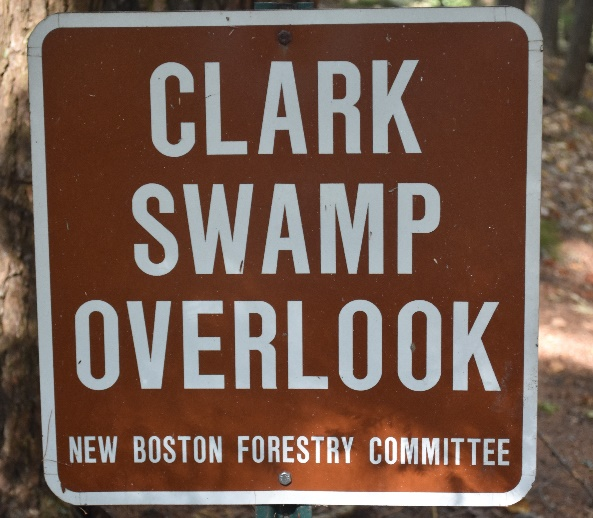 CLARK
SWAMP
OVERLOOK
NEW BOSTON FORESTRY COMMITTEE